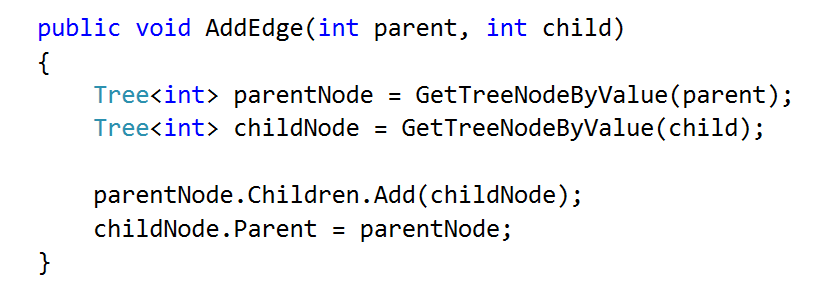 public void AddEdge(int parent, int child)
{
    Tree<int> parentNode = GetTreeNodeByValue(parent);
    Tree<int> childNode = GetTreeNodeByValue(child);

    parentNode.Children.Add(childNode);
    childNode.Parent = parentNode;
}